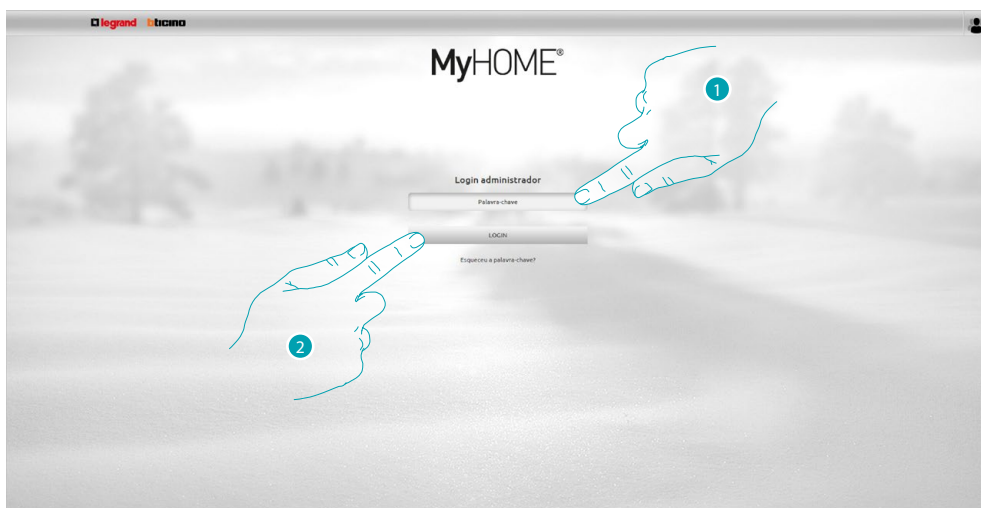 legrand bticino
MyHOME®
1
Login administrador
Palavra-chave
LOGIN
Esqueceu a palavra-chave?
2